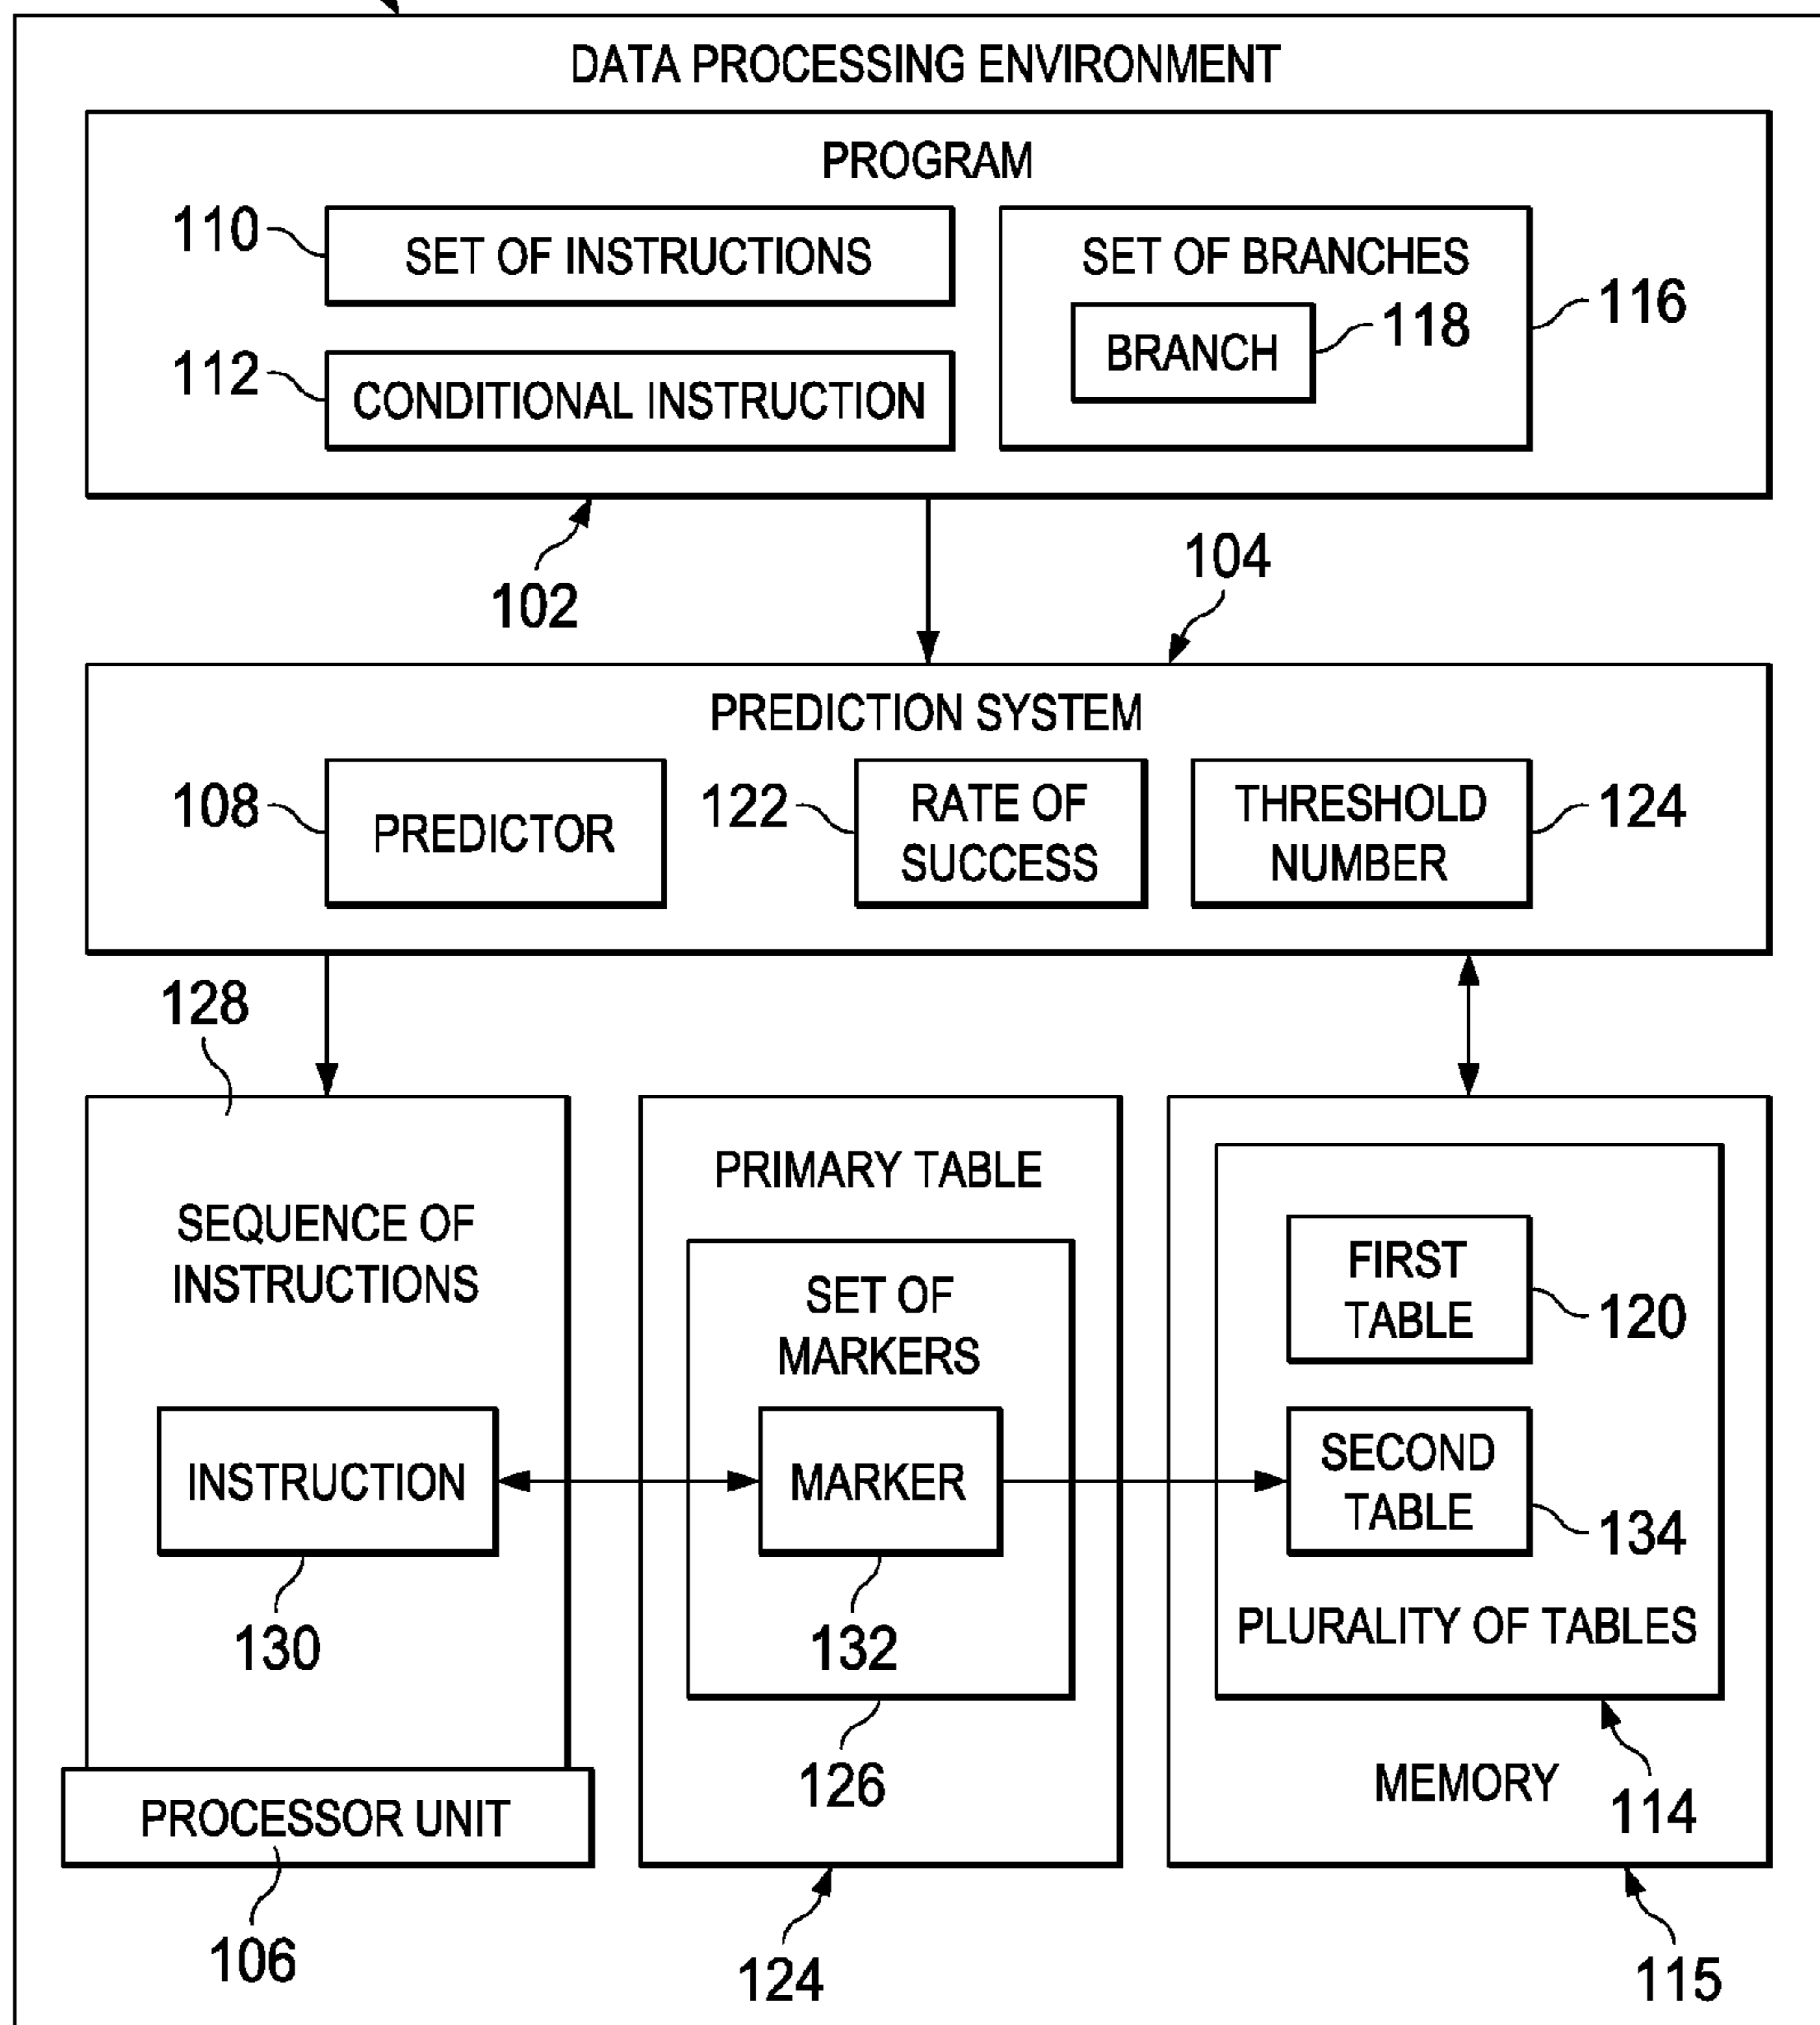 DATA PROCESSING ENVIRONMENT
PROGRAM
110
SET OF INSTRUCTIONS
112
CONDITIONAL INSTRUCTION
SET OF BRANCHES
116
BRANCH
118
102
104
PREDICTION SYSTEM
108
PREDICTOR
122
RATE OF
SUCCESS
THRESHOLD
NUMBER
124
128
SEQUENCE OF
INSTRUCTIONS
INSTRUCTION
130
PROCESSOR UNIT
106
PRIMARY TABLE
SET OF
MARKERS
MARKER
132
126
124
FIRST
TABLE
120
SECOND
TABLE
134
PLURALITY OF TABLES
MEMORY
114
115